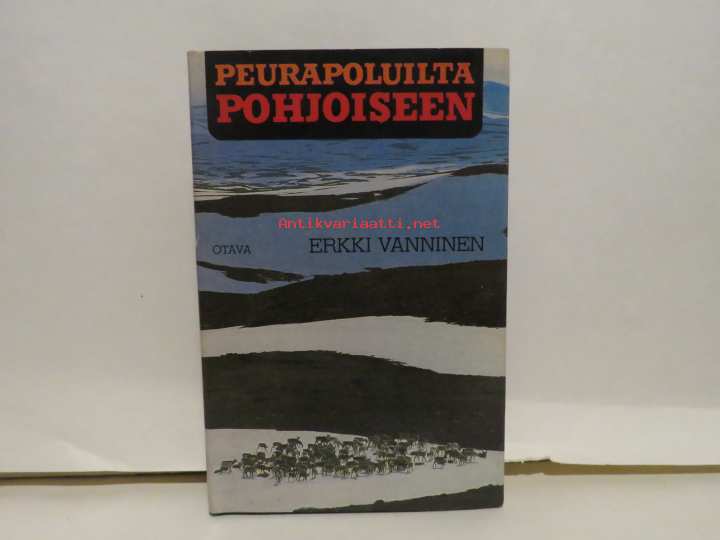 PEURAPOLUILTA
POHJOISEEN
Antikvariaatti.net
OTAVA
ERKKI VANNINEN